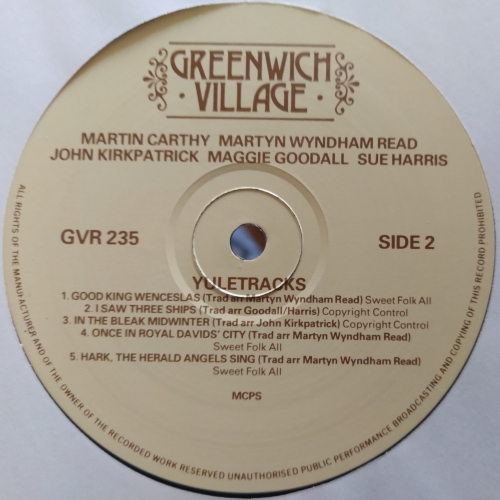 GREENWICH
· VILLAGE ·
MARTIN CARTHY MARTYN WYNDHAM READ
JOHN KIRKPATRICK MAGGIE GOODALL SUE HARRIS
GVR 235
SIDE 2
YULETRACKS
1. GOOD KING WENCESLAS (Trad arr Martyn Wyndham Read) Sweet Folk All
2. I SAW THREE SHIPS (Trad arr Goodall/Harris) Copyright Control
3. IN THE BLEAK MIDWINTER (Trad arr John Kirkpatrick) Copyright Control
4. ONCE IN ROYAL DAVIDS' CITY (Trad arr Martyn Wyndham Read)
Sweet Folk All
5. HARK, THE HERALD ANGELS SING (Trad arr Martyn Wyndham Read)
Sweet Folk All
MCPS
ALL RIGHTS OF THE MANUFACTURER AND OF THE OWNER OF THE RECORDED WORK RESERVED UNAUTHORISED PUBLIC PERFORMANCE BROADCASTING AND COPYING OF THIS RECORD PROHIBITED